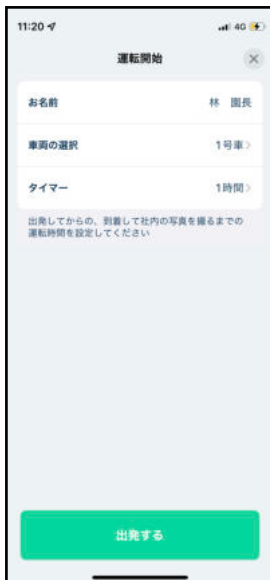 11:20
4G
運転開始
お名前 林 園長
車両の選択 1号車
タイマー 1時間
出発してからの、到着して社内の写真を撮るまでの
運転時間を設定してください
出発する